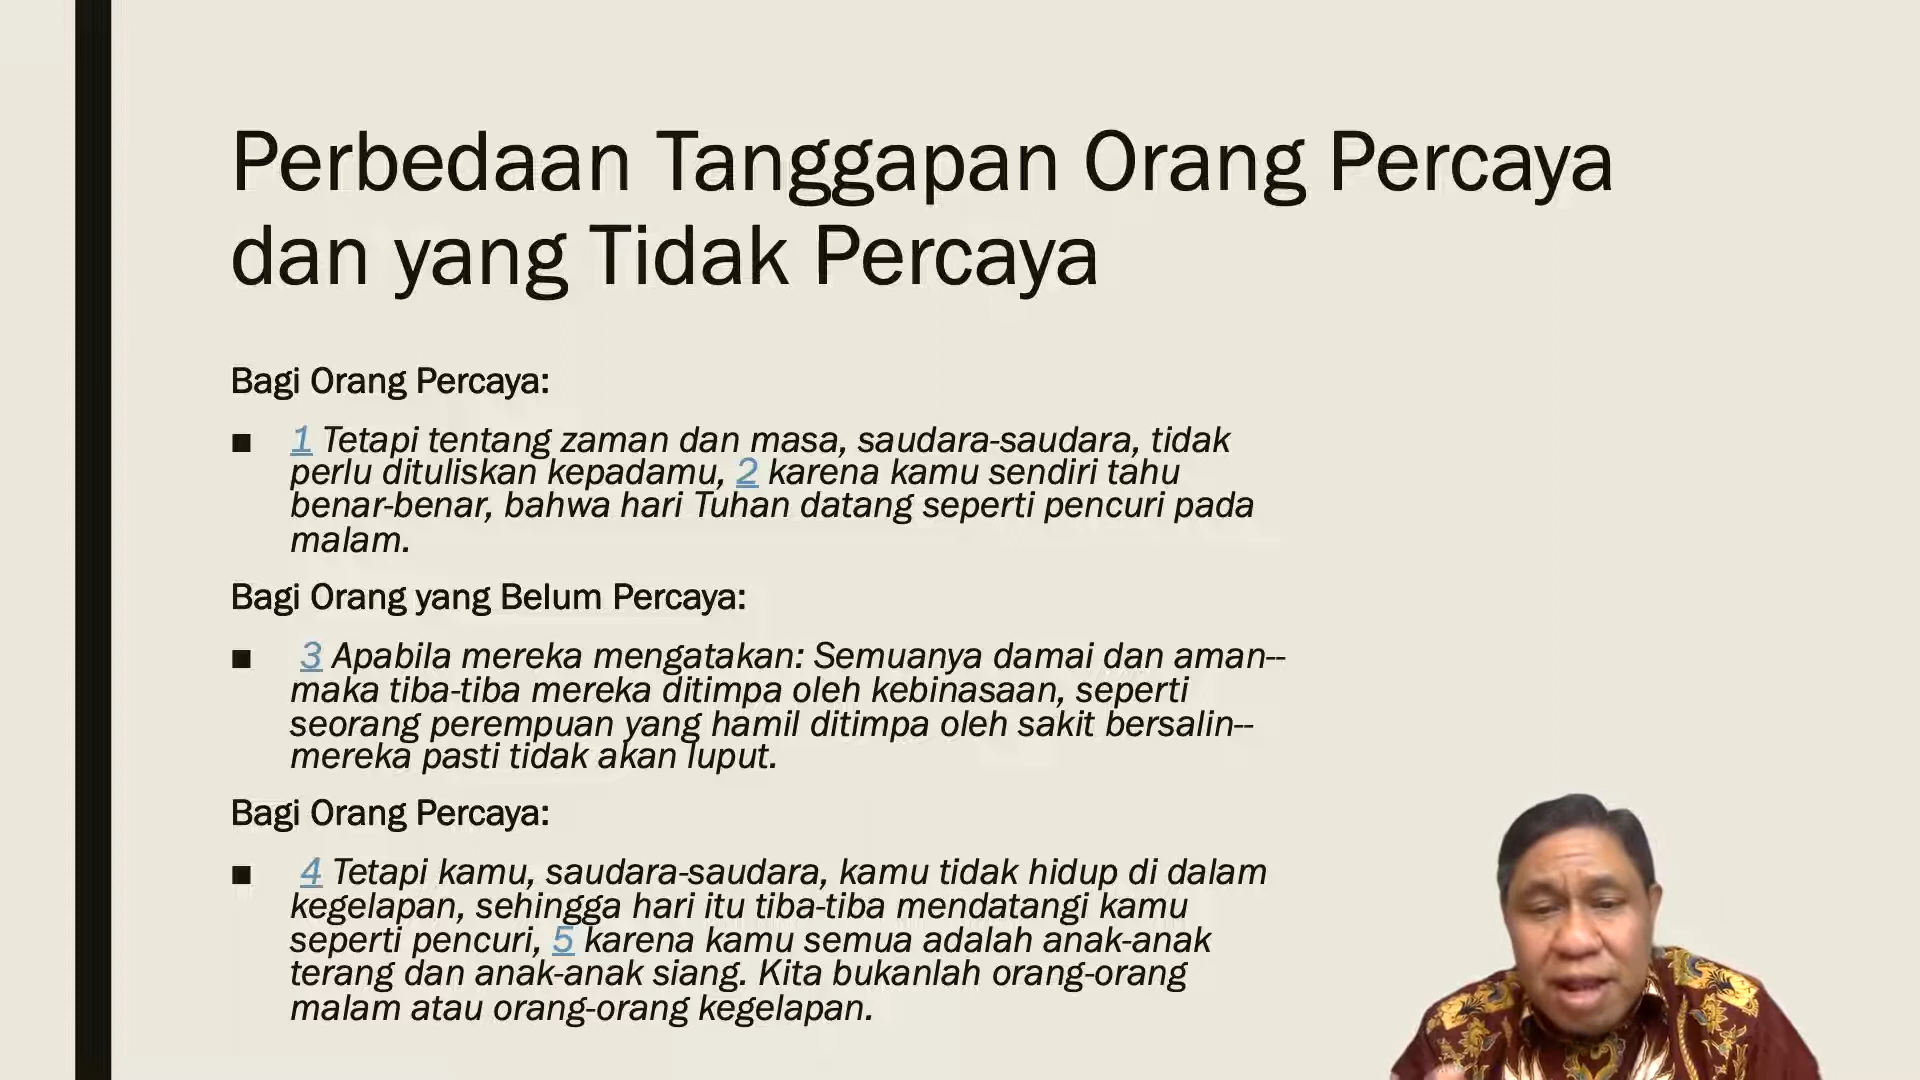 Perbedaan Tanggapan Orang Percaya
dan yang Tidak Percaya
Bagi Orang Percaya:
■ 1 Tetapi tentang zaman dan masa, saudara-saudara, tidak
perlu dituliskan kepadamu, 2 karena kamu sendiri tahu
benar-benar, bahwa hari Tuhan datang seperti pencuri pada
malam.
Bagi Orang yang Belum Percaya:
■ 3 Apabila mereka mengatakan: Semuanya damai dan aman--
maka tiba-tiba mereka ditimpa oleh kebinasaan, seperti
seorang perempuan yang hamil ditimpa oleh sakit bersalin--
mereka pasti tidak akan luput.
Bagi Orang Percaya:
■ 4 Tetapi kamu, saudara-saudara, kamu tidak hidup di dalam
kegelapan, sehingga hari itu tiba-tiba mendatangi kamu
seperti pencuri, 5 karena kamu semua adalah anak-anak
terang dan anak-anak siang. Kita bukanlah orang-orang
malam atau orang-orang kegelapan.